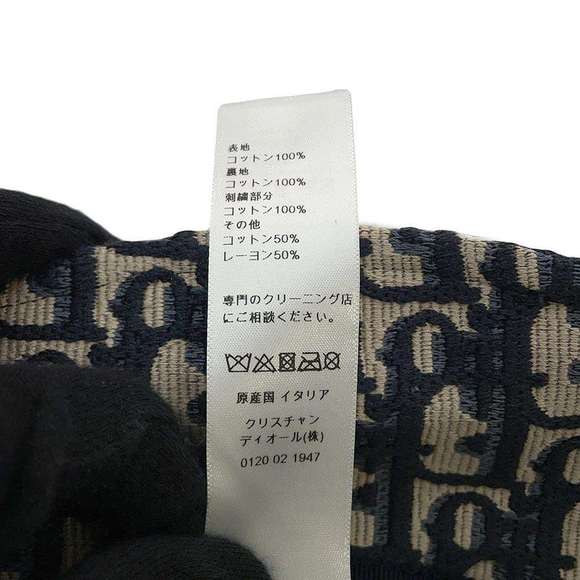 表地
コットン100%
裏地
コットン100%
刺繍部分
コットン100%
その他
コットン50%
レーヨン50%
専門のクリーニング店
にご相談ください。
原産国 イタリア
クリスチャン
ディオール(株)
0120 02 1947